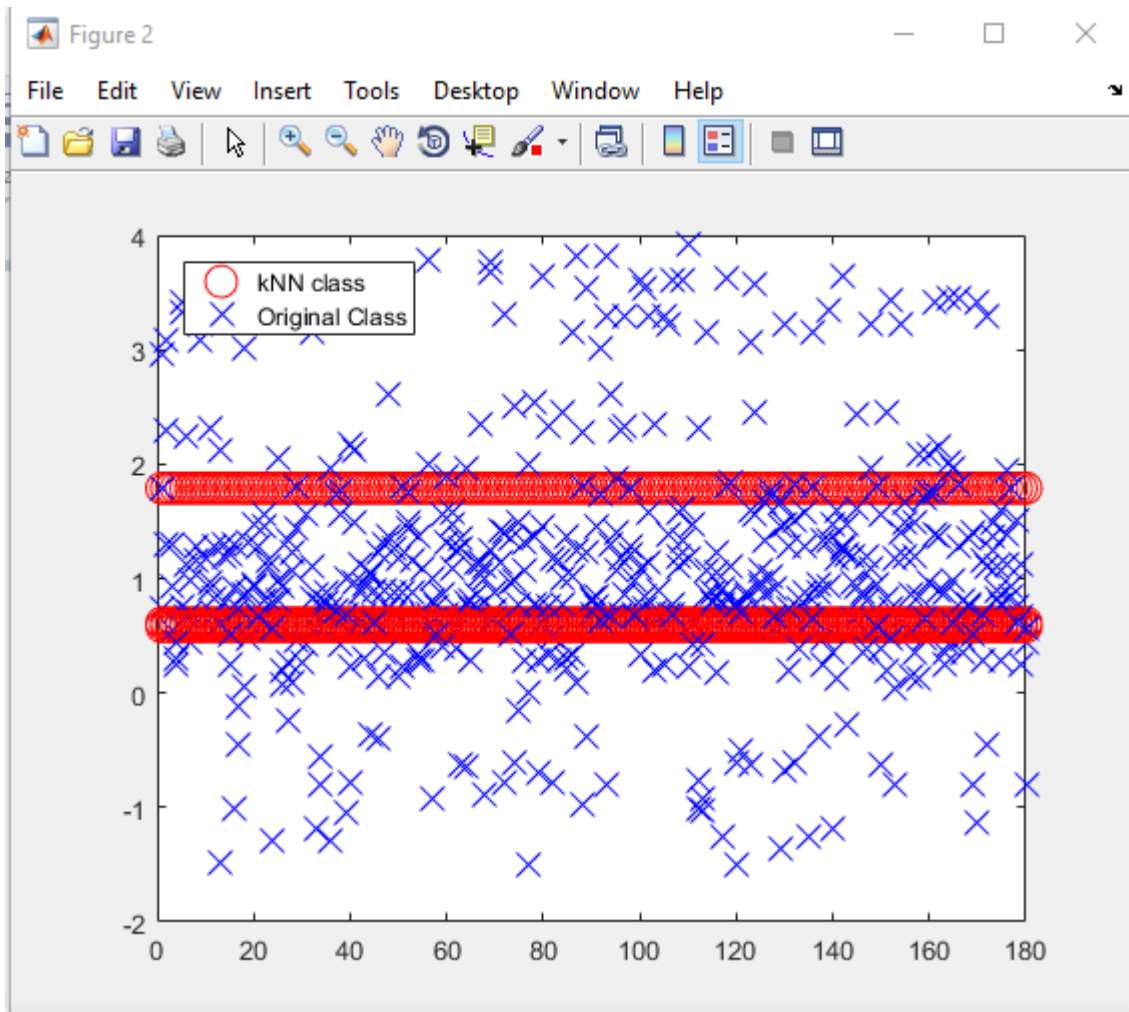 Figure 2
File Edit View Insert Tools Desktop Window Help
4
kNN class
Original Class
3
2
1
0
-1
-2
0 20 40 60 80 100 120 140 160 180